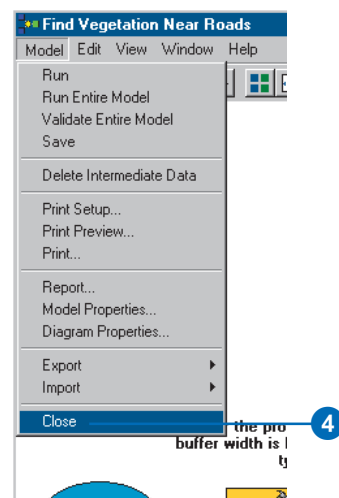 Find Vegetation Near Roads
Model Edit View Window Help
Run
Run Entire Model
Validate Entire Model
Save
Delete Intermediate Data
Print Setup...
Print Preview...
Print...
Report...
Model Properties...
Diagram Properties...
Export
Import
Close
4
the
buffer width is